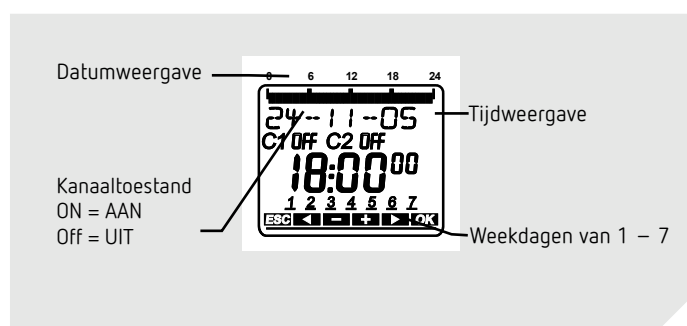 Datumweergave
0 6 12 18 24
24--11--05
Tijdweergave
C1 OFF C2 OFF
18:00 00
Kanaaltoestand
ON = AAN
Off = UIT
1 2 3 4 5 6 7
ESC ◄ − + ► OK
Weekdagen van 1 – 7